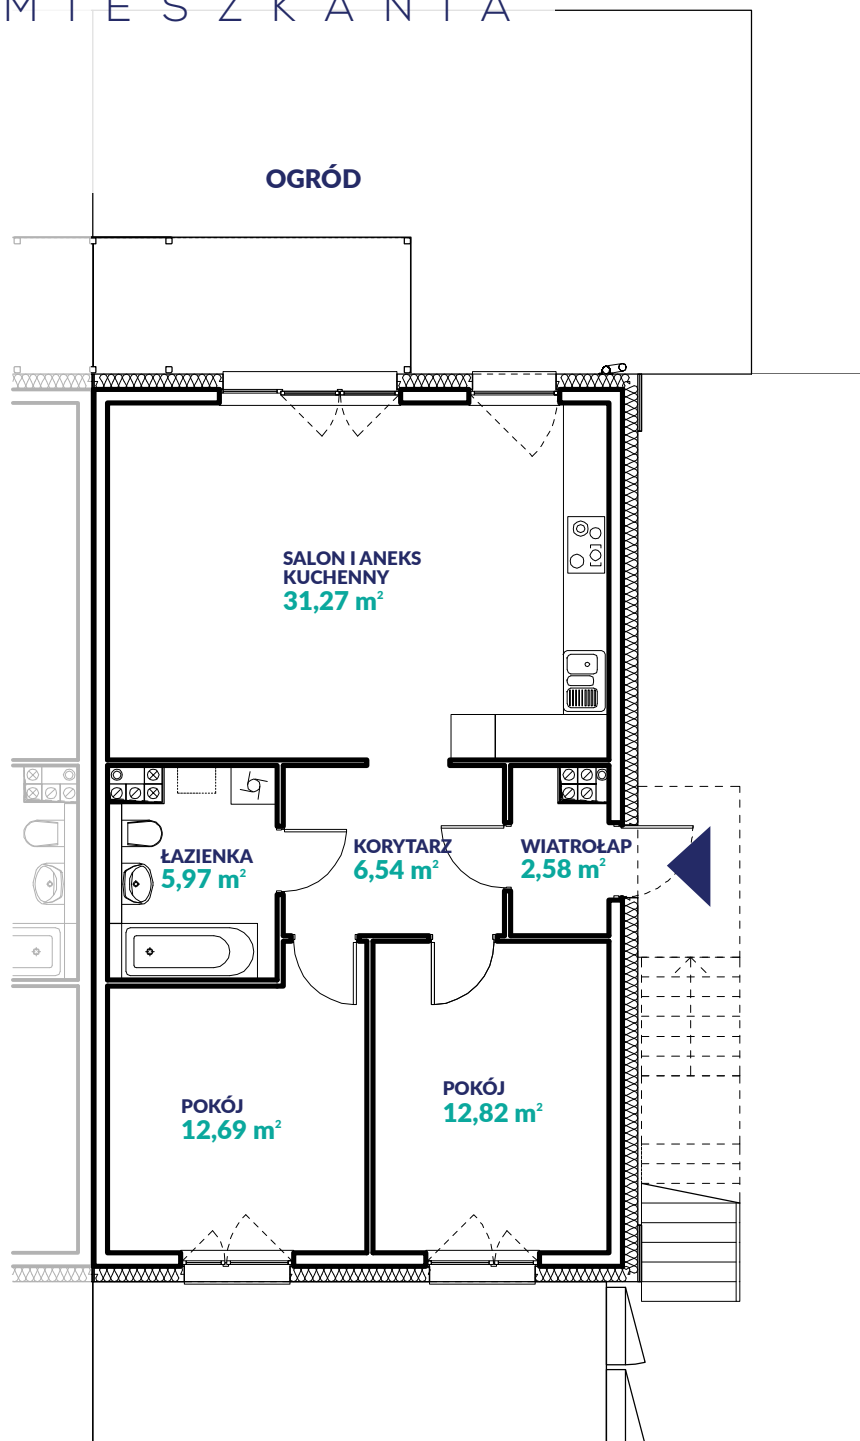 MIESZKANIA
OGRÓD
SALON I ANEKS
KUCHENNY
31,27 m²
ŁAZIENKA
5,97 m²
KORYTARZ
6,54 m²
WIATROŁAP
2,58 m²
POKÓJ
12,69 m²
POKÓJ
12,82 m²